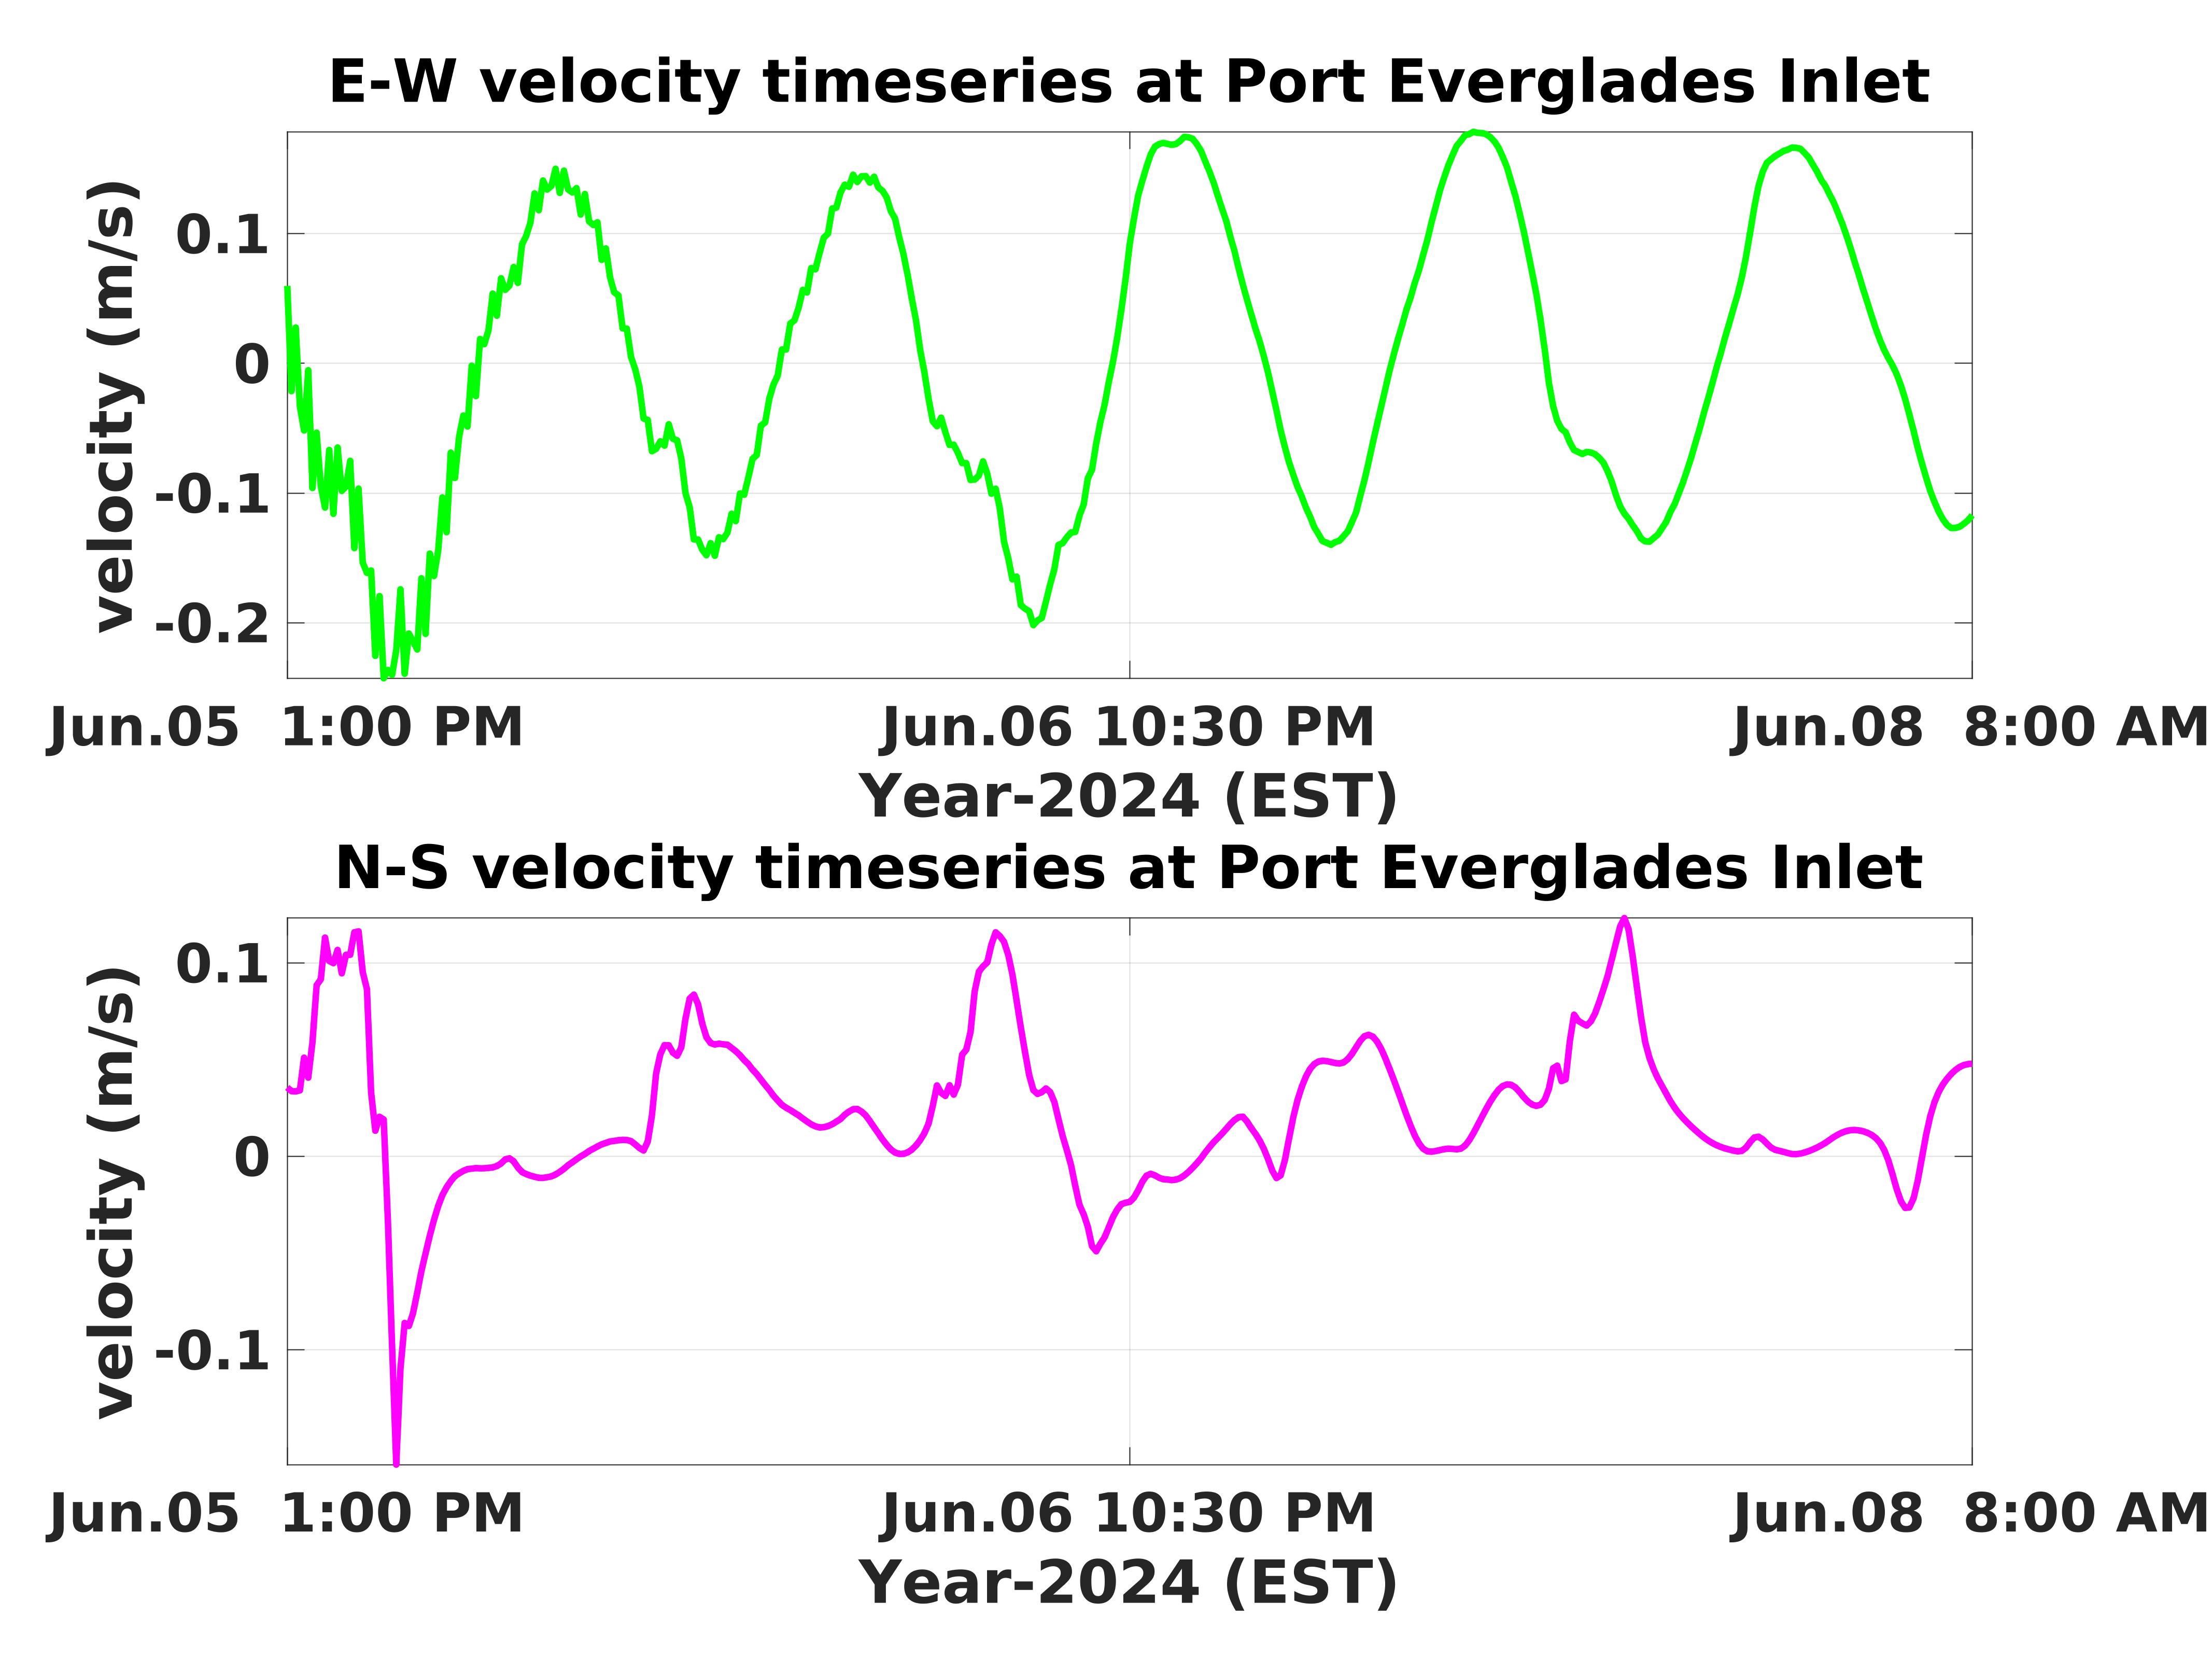 E-W velocity timeseries at Port Everglades Inlet
velocity (m/s)
0.1
0
-0.1
-0.2
Jun.05  1:00 PM
Jun.06 10:30 PM
Jun.08  8:00 AM
Year-2024 (EST)
N-S velocity timeseries at Port Everglades Inlet
velocity (m/s)
0.1
0
-0.1
Jun.05  1:00 PM
Jun.06 10:30 PM
Jun.08  8:00 AM
Year-2024 (EST)